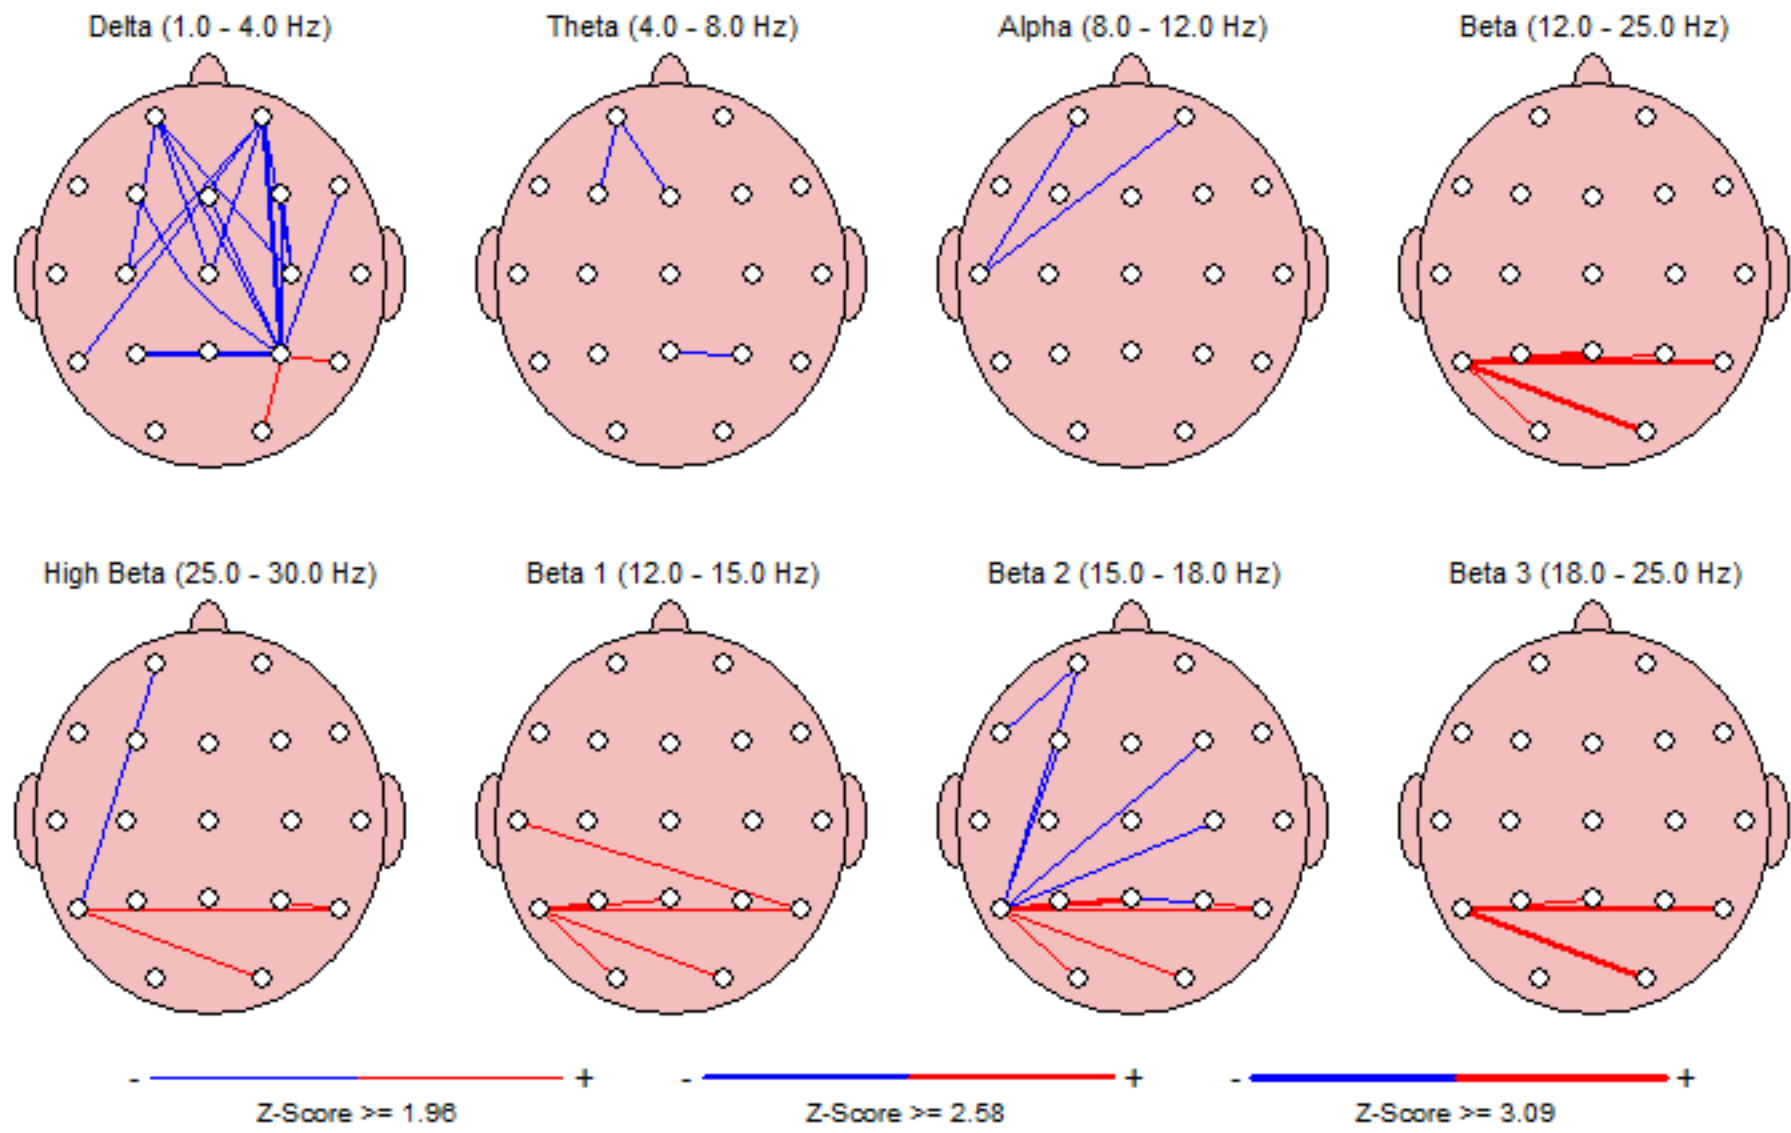 Delta (1.0 - 4.0 Hz)
Theta (4.0 - 8.0 Hz)
Alpha (8.0 - 12.0 Hz)
Beta (12.0 - 25.0 Hz)
High Beta (25.0 - 30.0 Hz)
Beta 1 (12.0 - 15.0 Hz)
Beta 2 (15.0 - 18.0 Hz)
Beta 3 (18.0 - 25.0 Hz)
- +
- +
- +
Z-Score >= 1.96
Z-Score >= 2.58
Z-Score >= 3.09